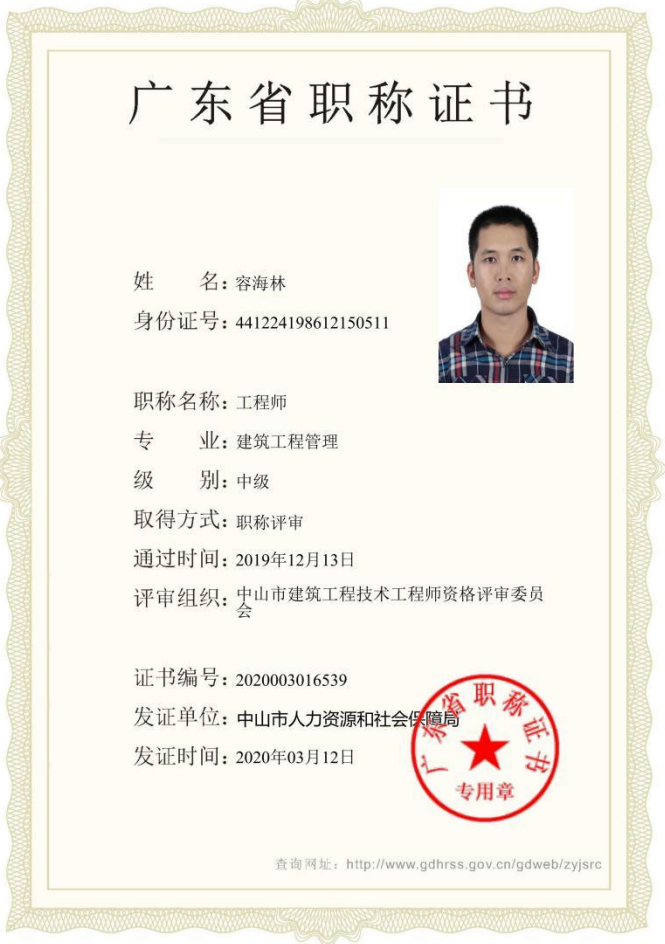 广东省职称证书
姓 名：容海林
身份证号：441224198612150511
职称名称：工程师
专 业：建筑工程管理
级 别：中级
取得方式：职称评审
通过时间：2019年12月13日
评审组织：中山市建筑工程技术工程师资格评审委员
会
证书编号：2020003016539
发证单位：中山市人力资源和社会保障局
发证时间：2020年03月12日
广东省职称证书
专用章
查询网址：http://www.gdhrss.gov.cn/gdweb/zyjsrc